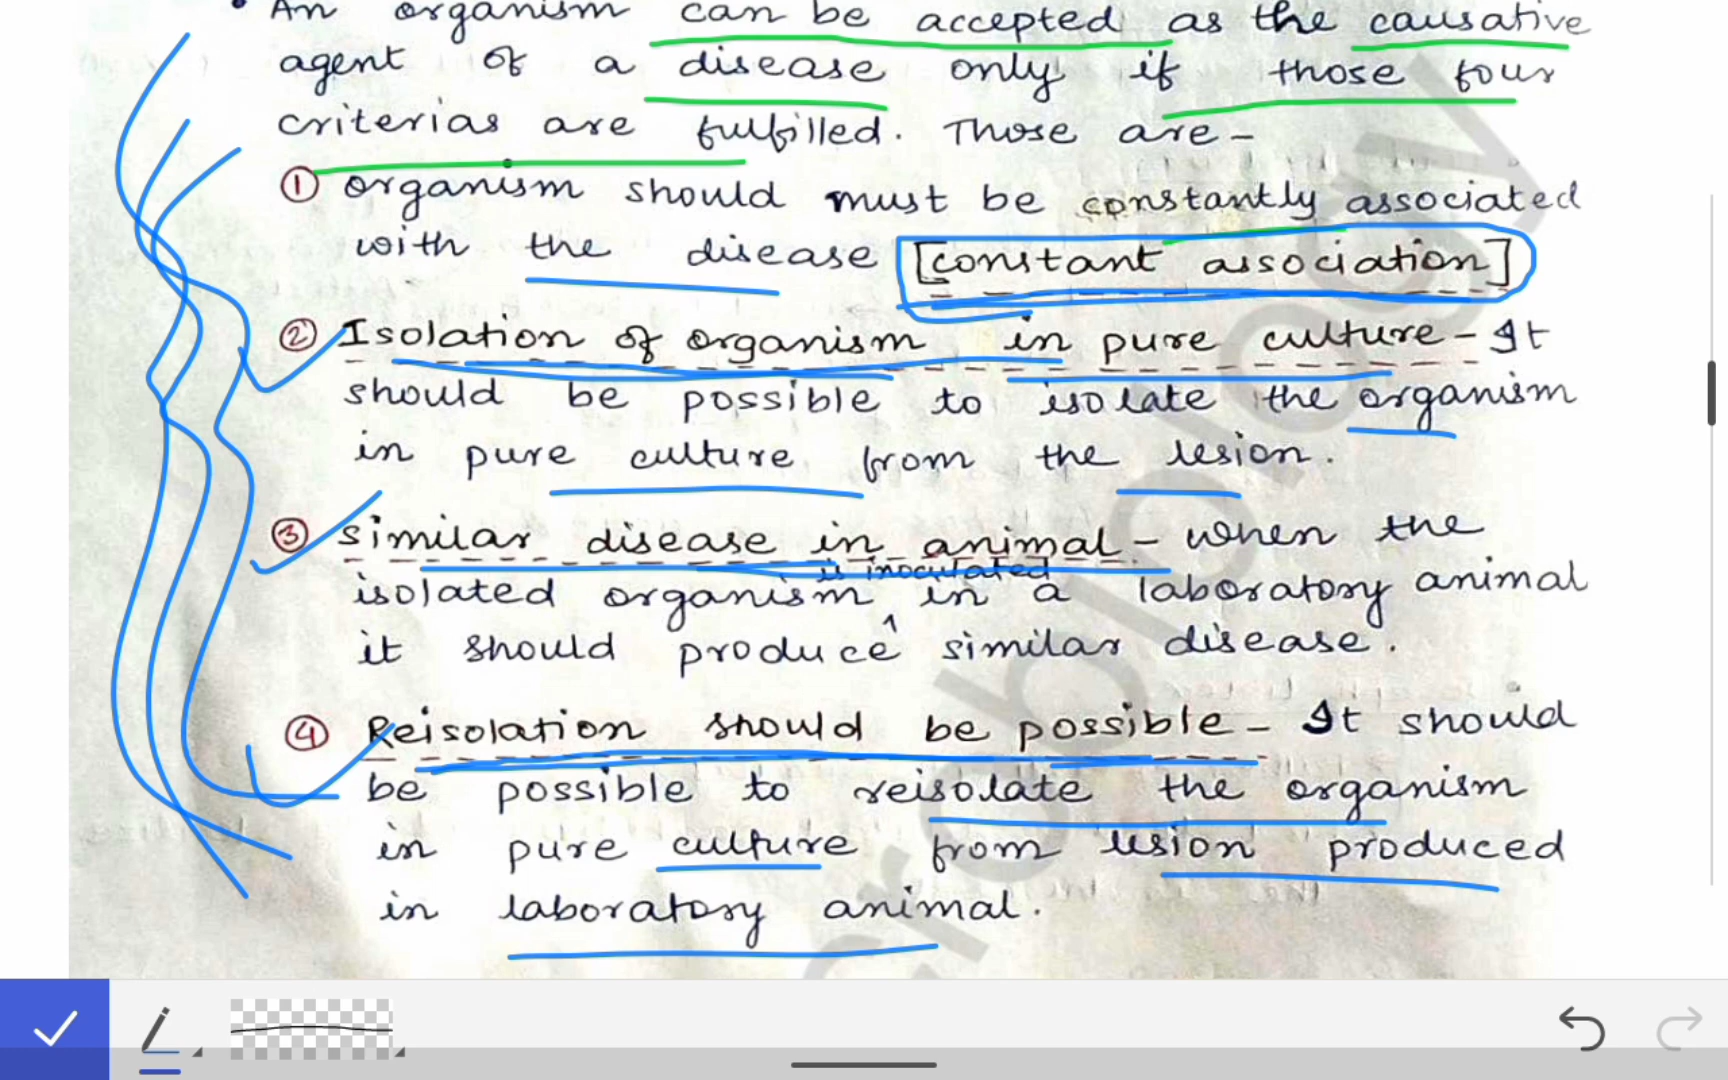 • An organism can be accepted as the causative
agent of a disease only if those four
criterias are fulfilled. Those are -
① organism should must be constantly associated
with the disease [constant association]
② Isolation of organism in pure culture - It
should be possible to isolate the organism
in pure culture from the lesion.
③ Similar disease in animal - when the
is inoculated
isolated organism ^ in a laboratory animal
it should produce similar disease.
④ Reisolation should be possible - It should
be possible to reisolate the organism
in pure culture from lesion produced
in laboratory animal.